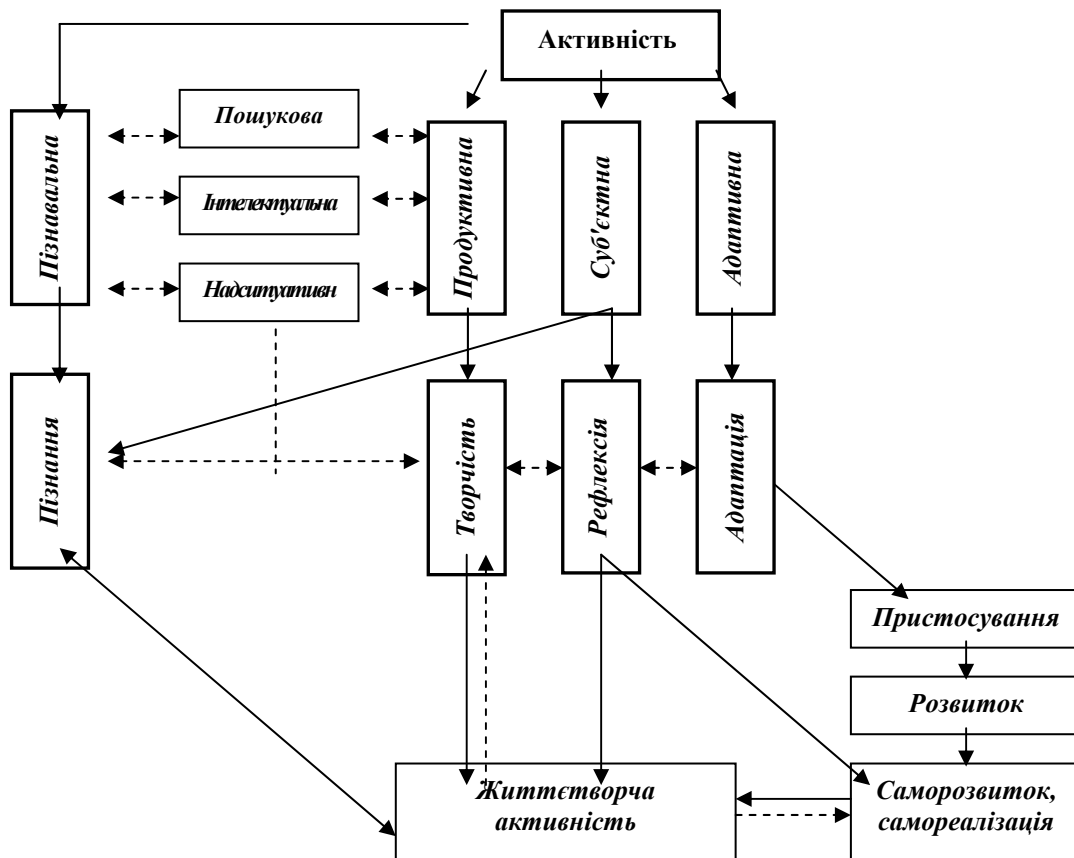 Активність
Пошукова
Інтелектуальна
Надситуативн
Пізнавальна
Продуктивна
Суб'єктна
Адаптивна
Пізнання
Творчість
Рефлексія
Адаптація
Пристосування
Розвиток
Життєтворча
активність
Саморозвиток,
самореалізація